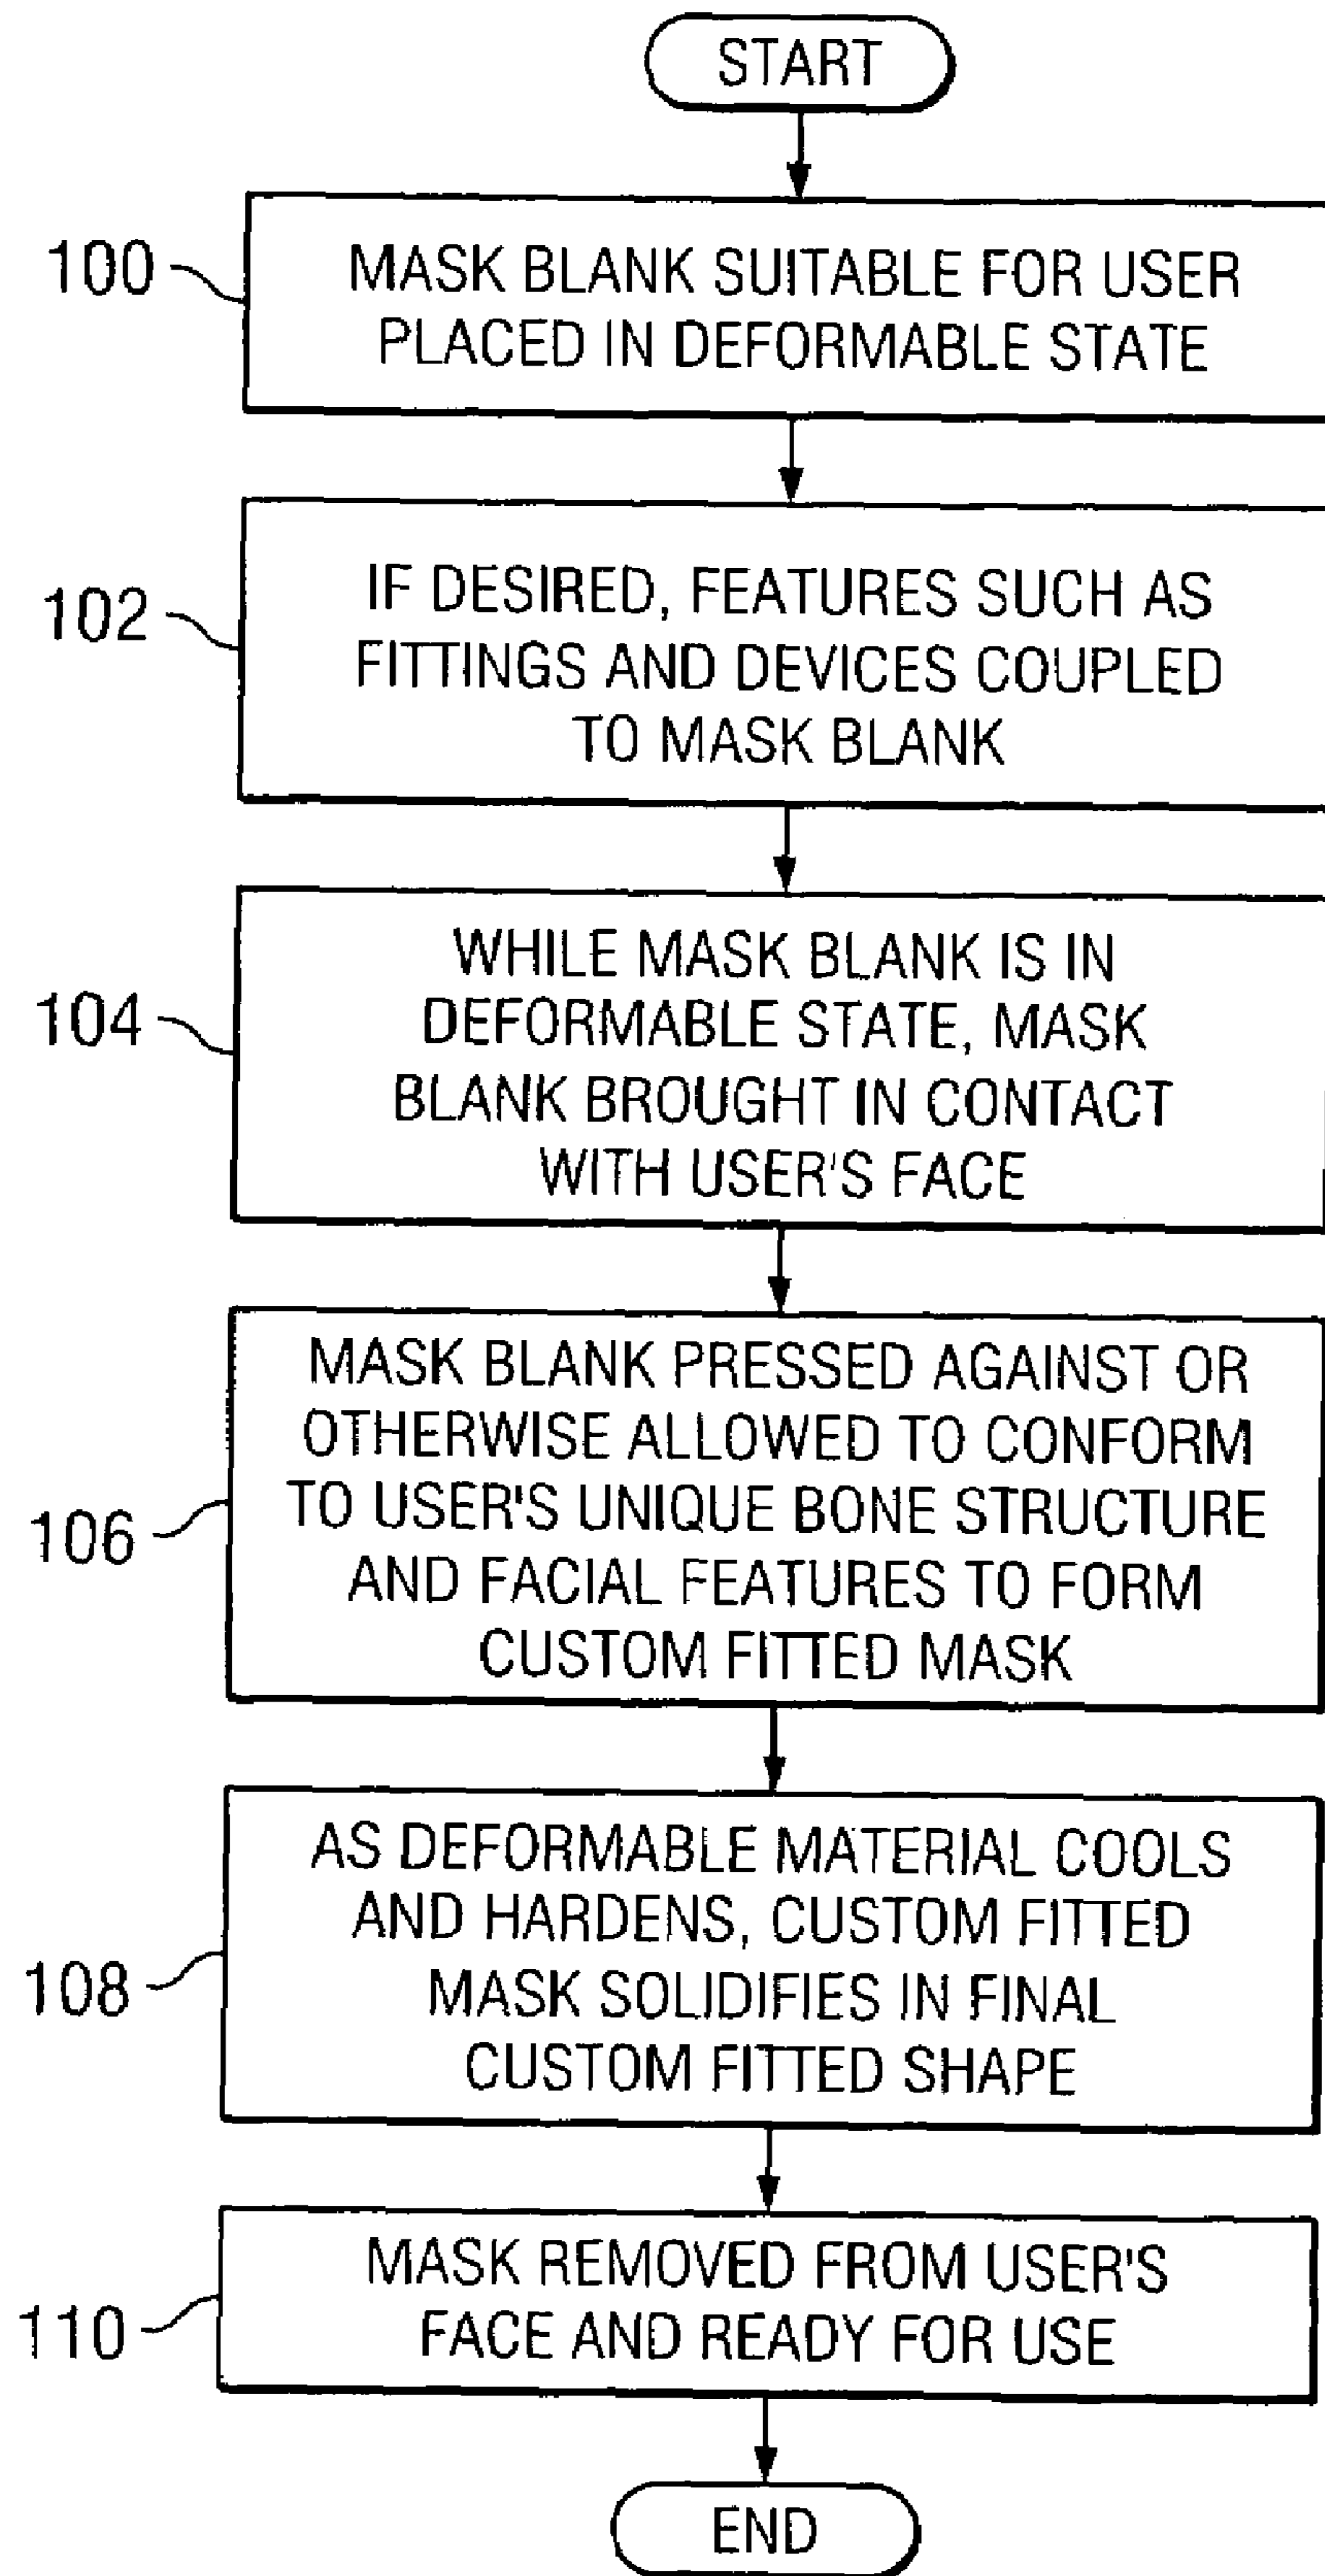 START
100
MASK BLANK SUITABLE FOR USER
PLACED IN DEFORMABLE STATE
102
IF DESIRED, FEATURES SUCH AS
FITTINGS AND DEVICES COUPLED
TO MASK BLANK
104
WHILE MASK BLANK IS IN
DEFORMABLE STATE, MASK
BLANK BROUGHT IN CONTACT
WITH USER'S FACE
106
MASK BLANK PRESSED AGAINST OR
OTHERWISE ALLOWED TO CONFORM
TO USER'S UNIQUE BONE STRUCTURE
AND FACIAL FEATURES TO FORM
CUSTOM FITTED MASK
108
AS DEFORMABLE MATERIAL COOLS
AND HARDENS, CUSTOM FITTED
MASK SOLIDIFIES IN FINAL
CUSTOM FITTED SHAPE
110
MASK REMOVED FROM USER'S
FACE AND READY FOR USE
END